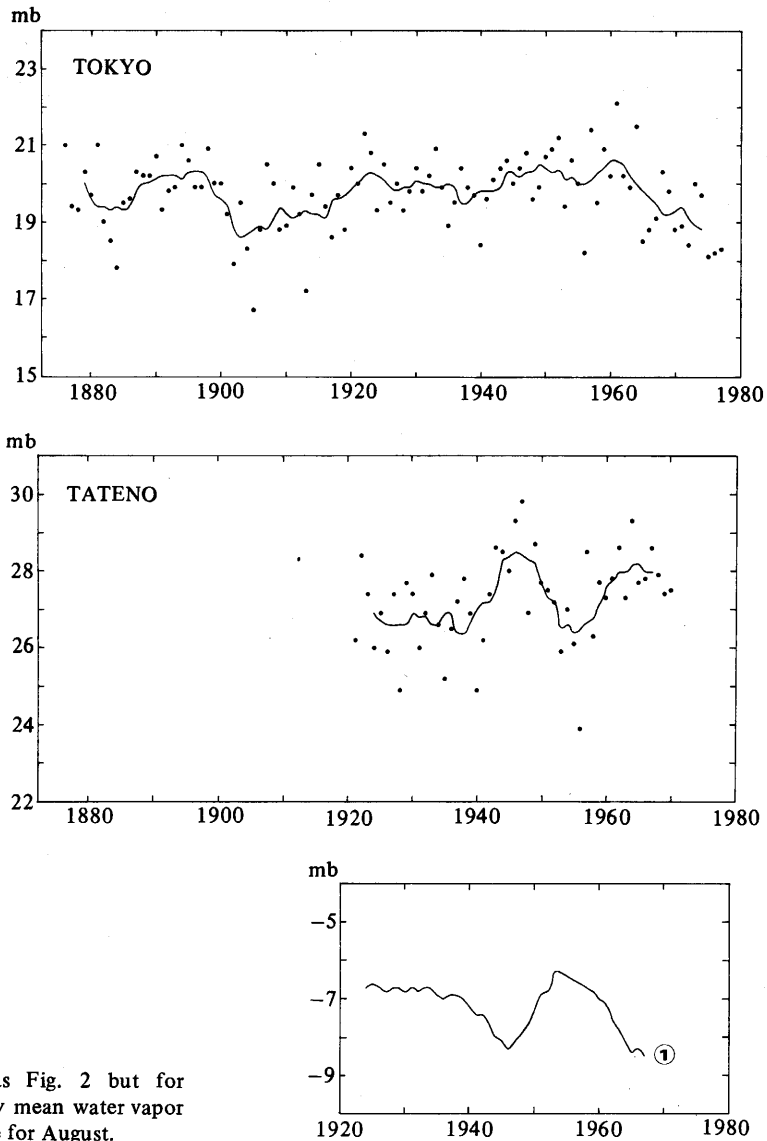 mb
TOKYO
23
21
19
17
15
1880 1900 1920 1940 1960 1980
mb
TATENO
30
28
26
24
22
1880 1900 1920 1940 1960 1980
mb
-5
-7
-9
①
1920 1940 1960 1980
Fig. 2 but for
mean water vapor
for August.